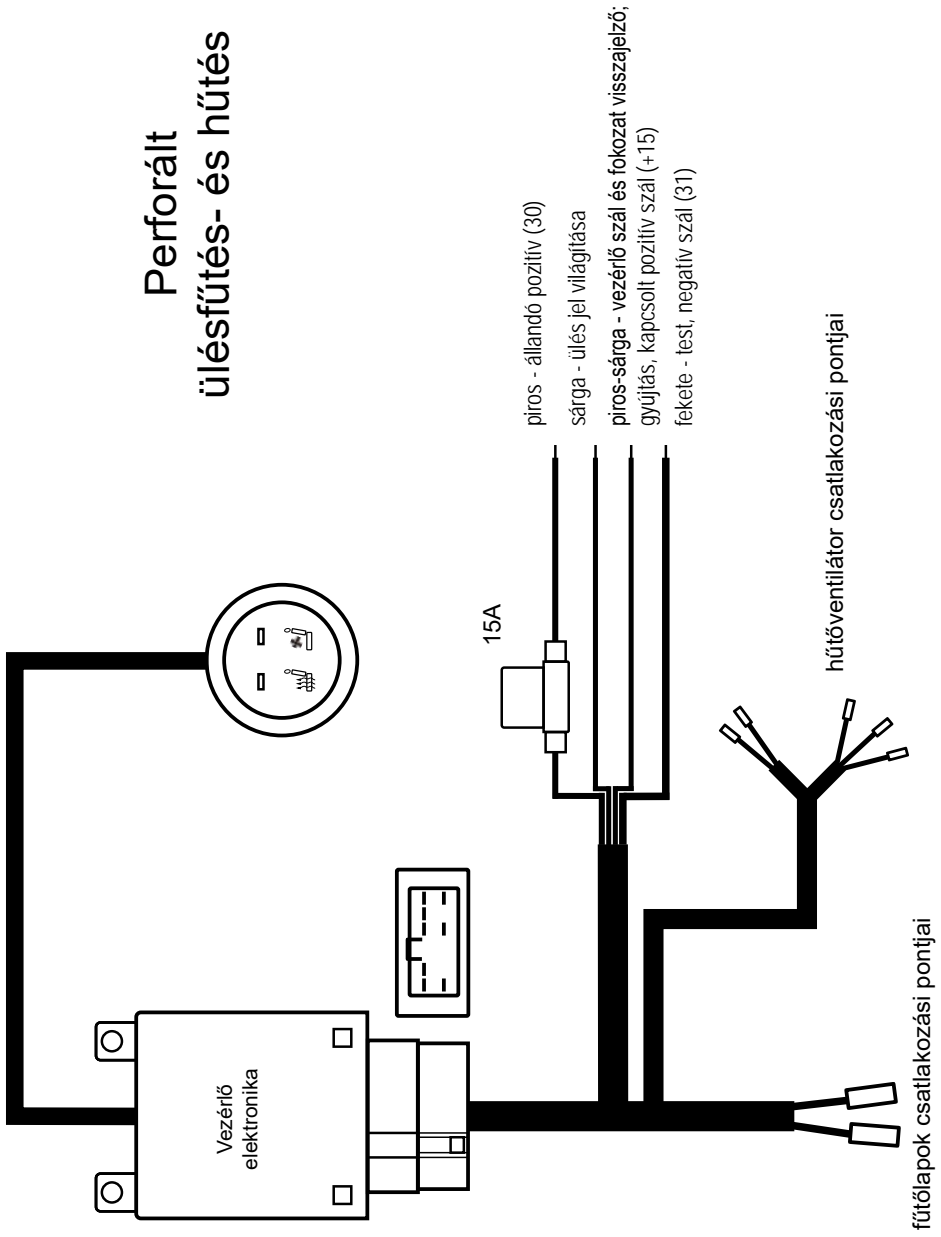 Perforált
ülésfűtés- és hűtés
piros - állandó pozitív (30)
sárga - ülés jel világítása
piros-sárga - vezérlő szál és fokozat visszajelző;
gyújtás, kapcsolt pozitív szál (+15)
fekete - test, negatív szál (31)
15A
hűtőventilátor csatlakozási pontjai
Vezérlő
elektronika
fűtőlapok csatlakozási pontjai